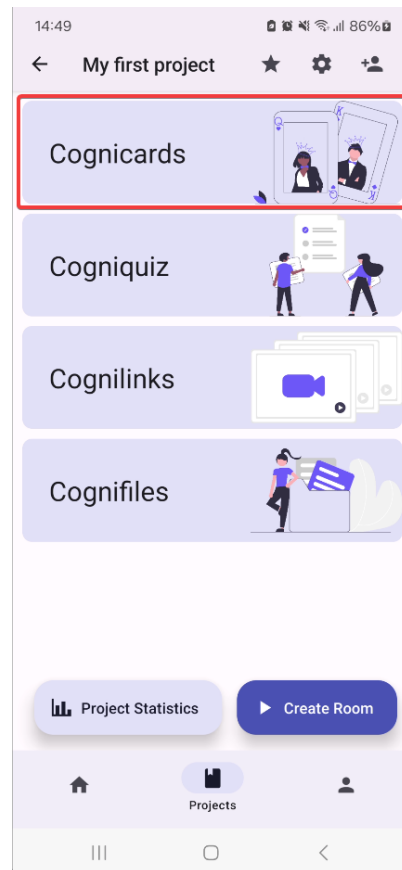 14:49 86%
My first project
Cognicards
Q K
Q K
Cogniquiz
Cognilinks
Cognifiles
Project Statistics Create Room
Projects